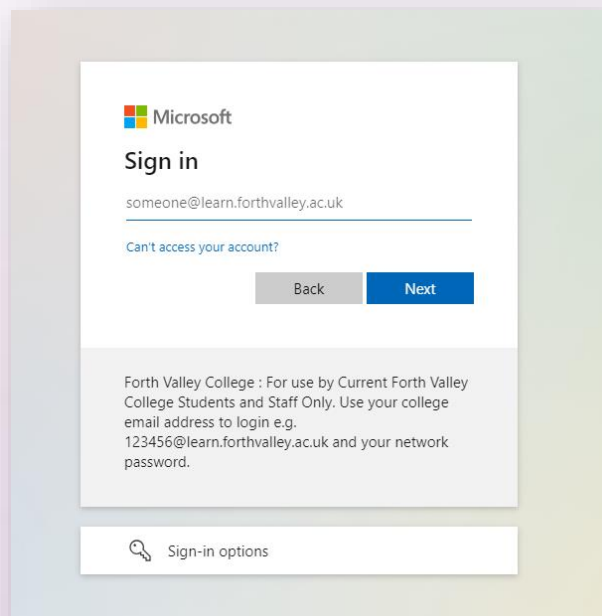 Microsoft
Sign in
someone@learn.forthvalley.ac.uk
Can't access your account?
Back Next
Forth Valley College : For use by Current Forth Valley
College Students and Staff Only. Use your college
email address to login e.g.
123456@learn.forthvalley.ac.uk and your network
password.
Sign-in options